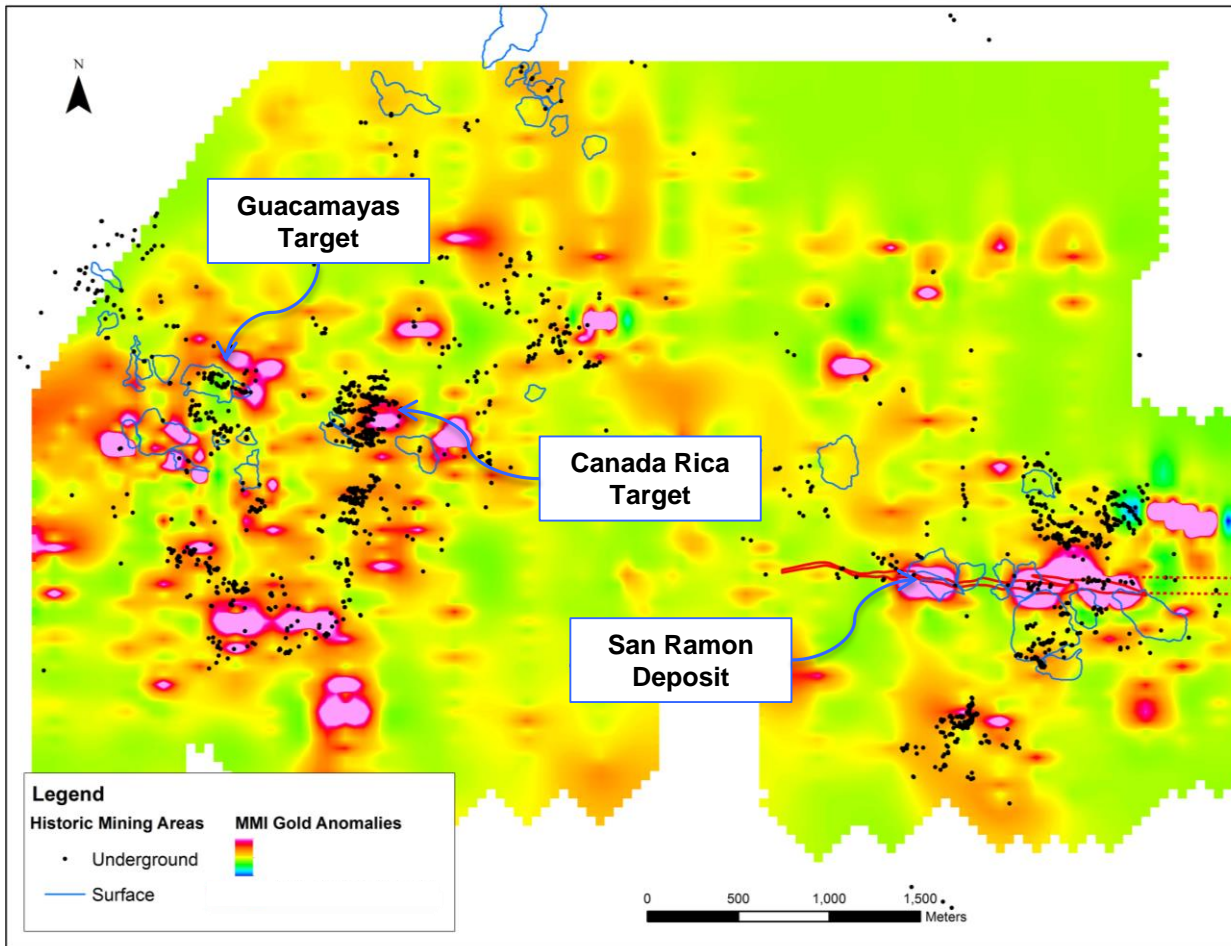 N
Guacamayas
Target
Canada Rica
Target
San Ramon
Deposit
Legend
Historic Mining Areas
MMI Gold Anomalies
Underground
Surface
0 500 1,000 1,500
Meters